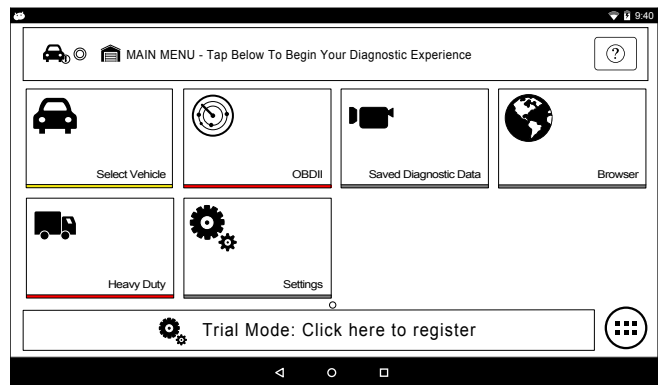 9:40
MAIN MENU - Tap Below To Begin Your Diagnostic Experience
?
Select Vehicle
OBDII
Saved Diagnostic Data
Browser
Heavy Duty
Settings
Trial Mode: Click here to register